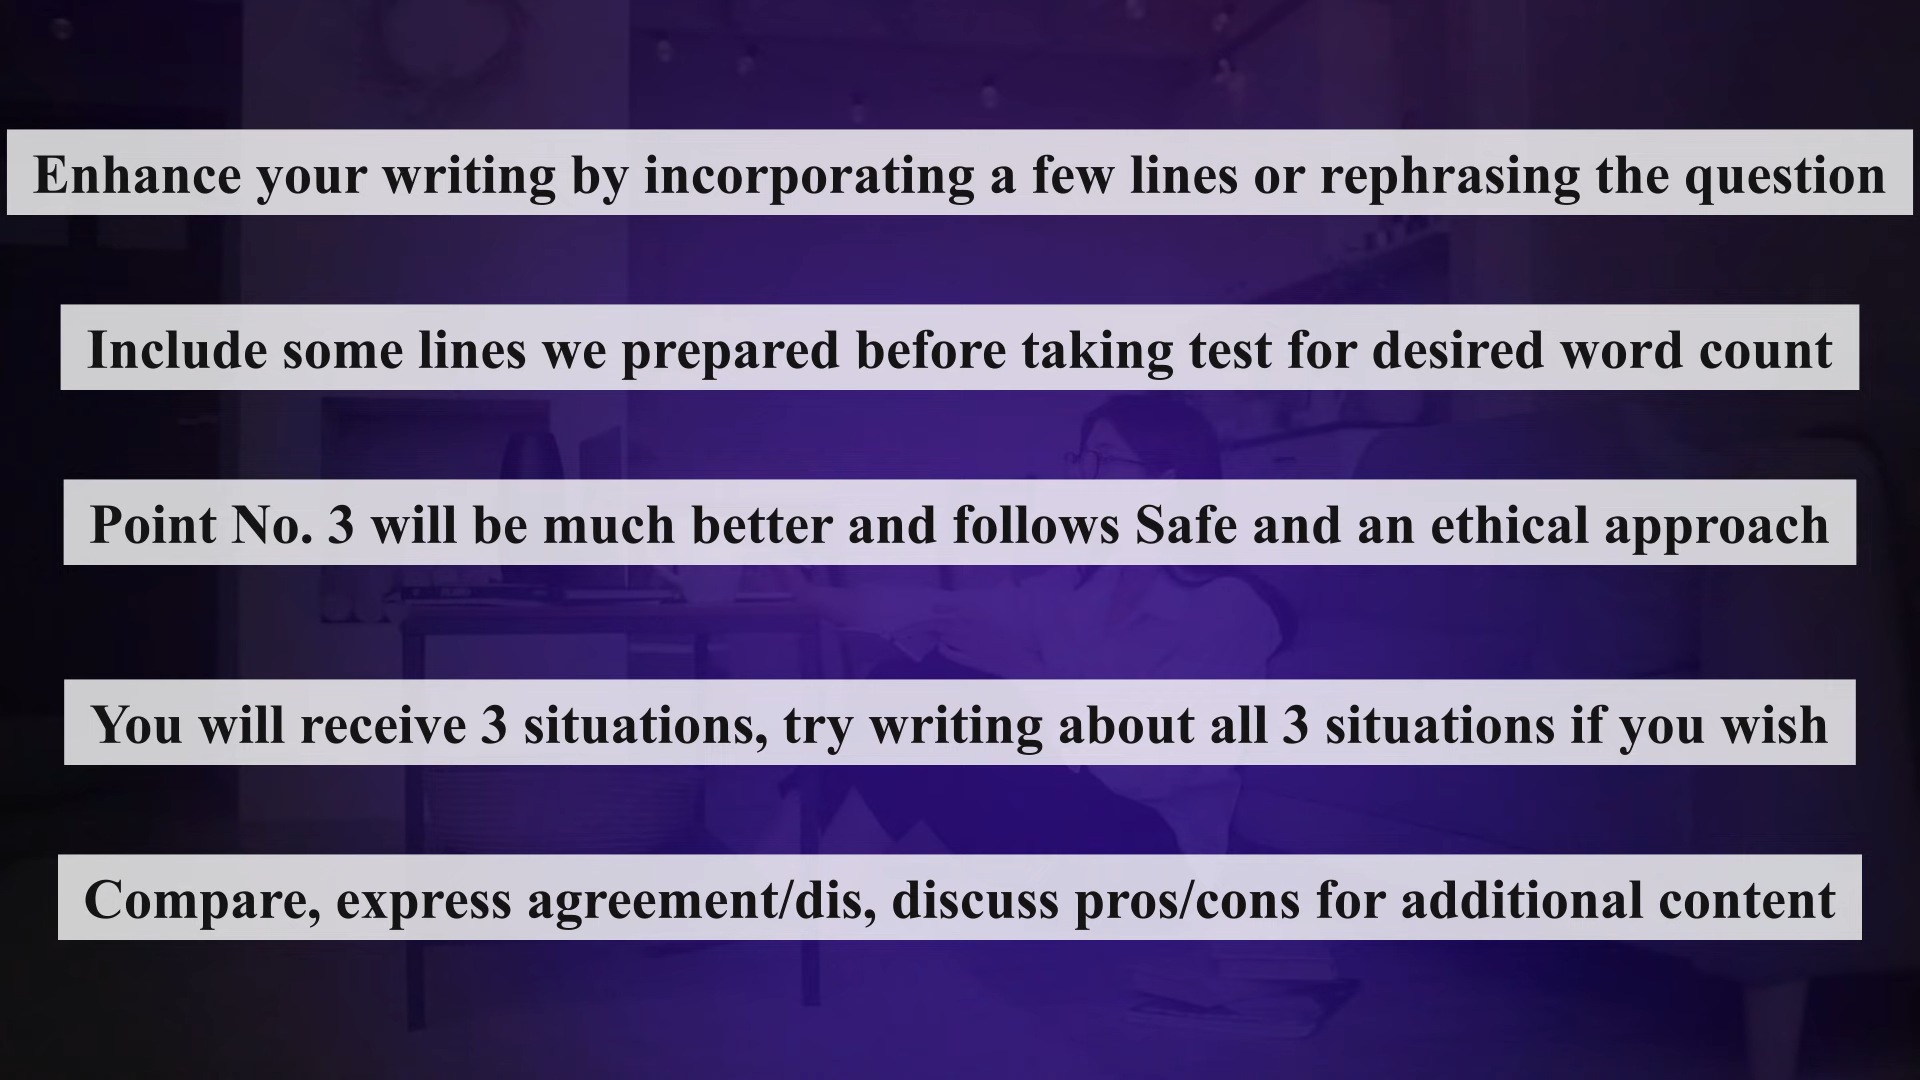 Enhance your writing by incorporating a few lines or rephrasing the question
Include some lines we prepared before taking test for desired word count
Point No. 3 will be much better and follows Safe and an ethical approach
You will receive 3 situations, try writing about all 3 situations if you wish
Compare, express agreement/dis, discuss pros/cons for additional content